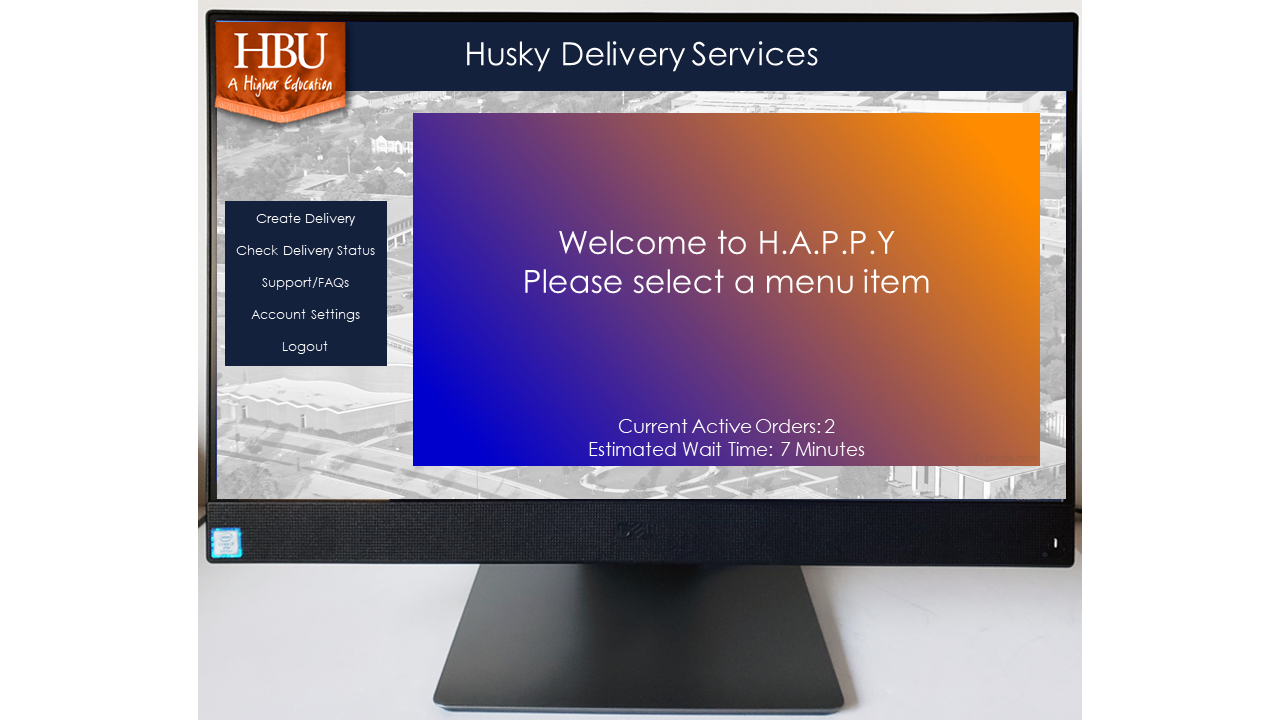 HBU
A Higher Education
Husky Delivery Services
Create Delivery
Check Delivery Status
Support/FAQs
Account Settings
Logout
Welcome to H.A.P.P.Y
Please select a menu item
Current Active Orders: 2
Estimated Wait Time: 7 Minutes